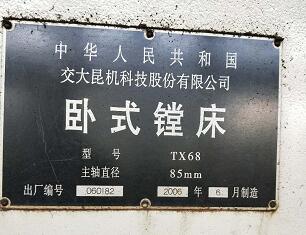 中华人民共和国
交大昆机科技股份有限公司
卧式镗床
型号 TX68
主轴直径 85mm
出厂编号 060182 2006 年 6 月制造